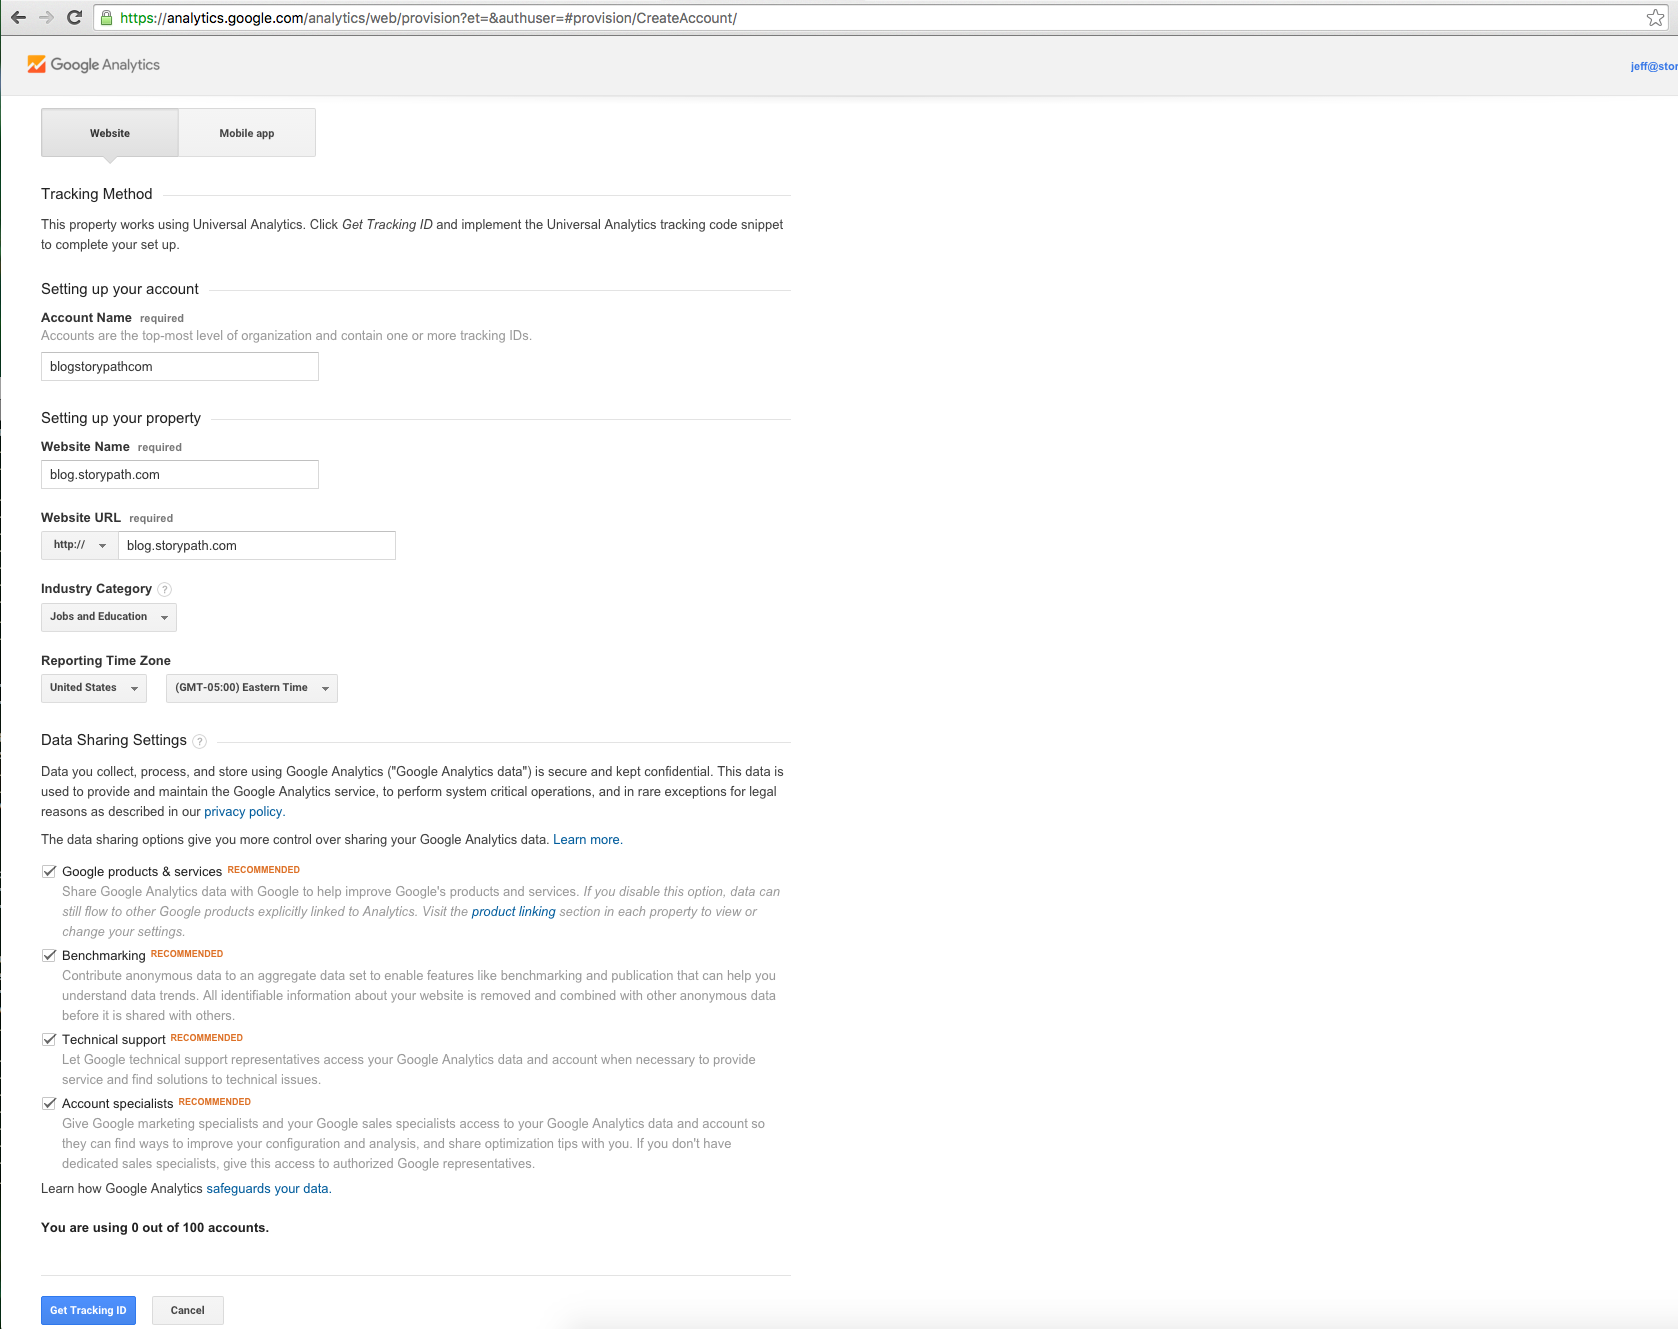 https://analytics.google.com/analytics/web/provision?et=&authuser=#provision/CreateAccount/
Google Analytics
jeff@stor
Website
Mobile app
Tracking Method
This property works using Universal Analytics. Click Get Tracking ID and implement the Universal Analytics tracking code snippet
to complete your set up.
Setting up your account
Account Name required
Accounts are the top-most level of organization and contain one or more tracking IDs.
blogstorypathcom
Setting up your property
Website Name required
blog.storypath.com
Website URL required
http:// blog.storypath.com
Industry Category ?
Jobs and Education
Reporting Time Zone
United States (GMT-05:00) Eastern Time
Data Sharing Settings ?
Data you collect, process, and store using Google Analytics ("Google Analytics data") is secure and kept confidential. This data is
used to provide and maintain the Google Analytics service, to perform system critical operations, and in rare exceptions for legal
reasons as described in our privacy policy.
The data sharing options give you more control over sharing your Google Analytics data. Learn more.
Google products & services RECOMMENDED
Share Google Analytics data with Google to help improve Google's products and services. If you disable this option, data can
still flow to other Google products explicitly linked to Analytics. Visit the product linking section in each property to view or
change your settings.
Benchmarking RECOMMENDED
Contribute anonymous data to an aggregate data set to enable features like benchmarking and publication that can help you
understand data trends. All identifiable information about your website is removed and combined with other anonymous data
before it is shared with others.
Technical support RECOMMENDED
Let Google technical support representatives access your Google Analytics data and account when necessary to provide
service and find solutions to technical issues.
Account specialists RECOMMENDED
Give Google marketing specialists and your Google sales specialists access to your Google Analytics data and account so
they can find ways to improve your configuration and analysis, and share optimization tips with you. If you don't have
dedicated sales specialists, give this access to authorized Google representatives.
Learn how Google Analytics safeguards your data.
You are using 0 out of 100 accounts.
Get Tracking ID
Cancel